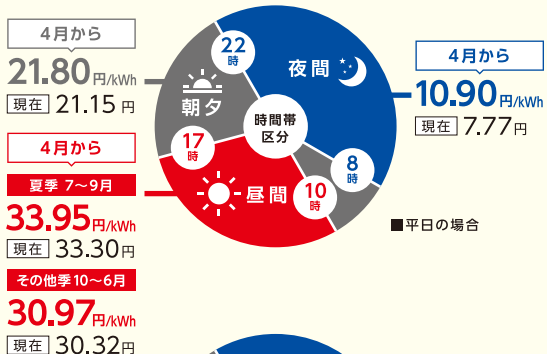 4月から
21.80円/kWh
現在 21.15円
4月から
夏季 7～9月
33.95円/kWh
現在 33.30円
その他季10～6月
30.97円/kWh
現在 30.32円
22時
夜間
朝夕
時間帯
区分
17時
昼間
10時
8時
4月から
10.90円/kWh
現在 7.77円
■平日の場合